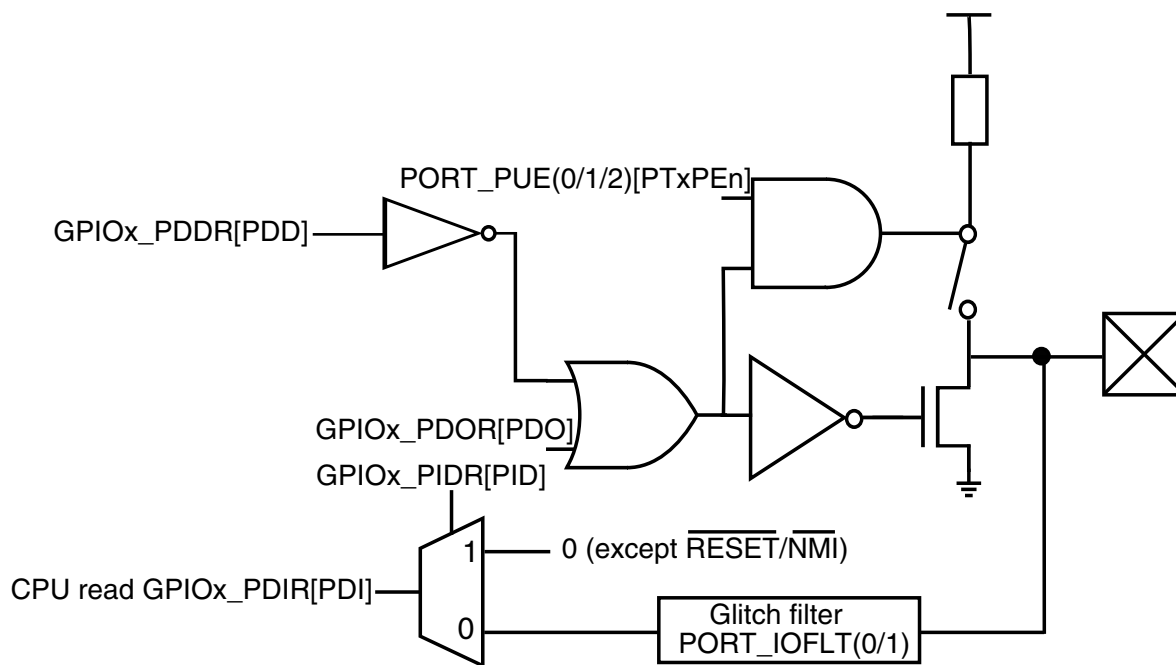 PORT_PUE(0/1/2)[PTxPEn]
GPIOx_PDDR[PDD]
GPIOx_PDOR[PDO]
GPIOx_PIDR[PID]
1
0 (except RESET/NMI)
CPU read GPIOx_PDIR[PDI]
0
Glitch filter
PORT_IOFLT(0/1)